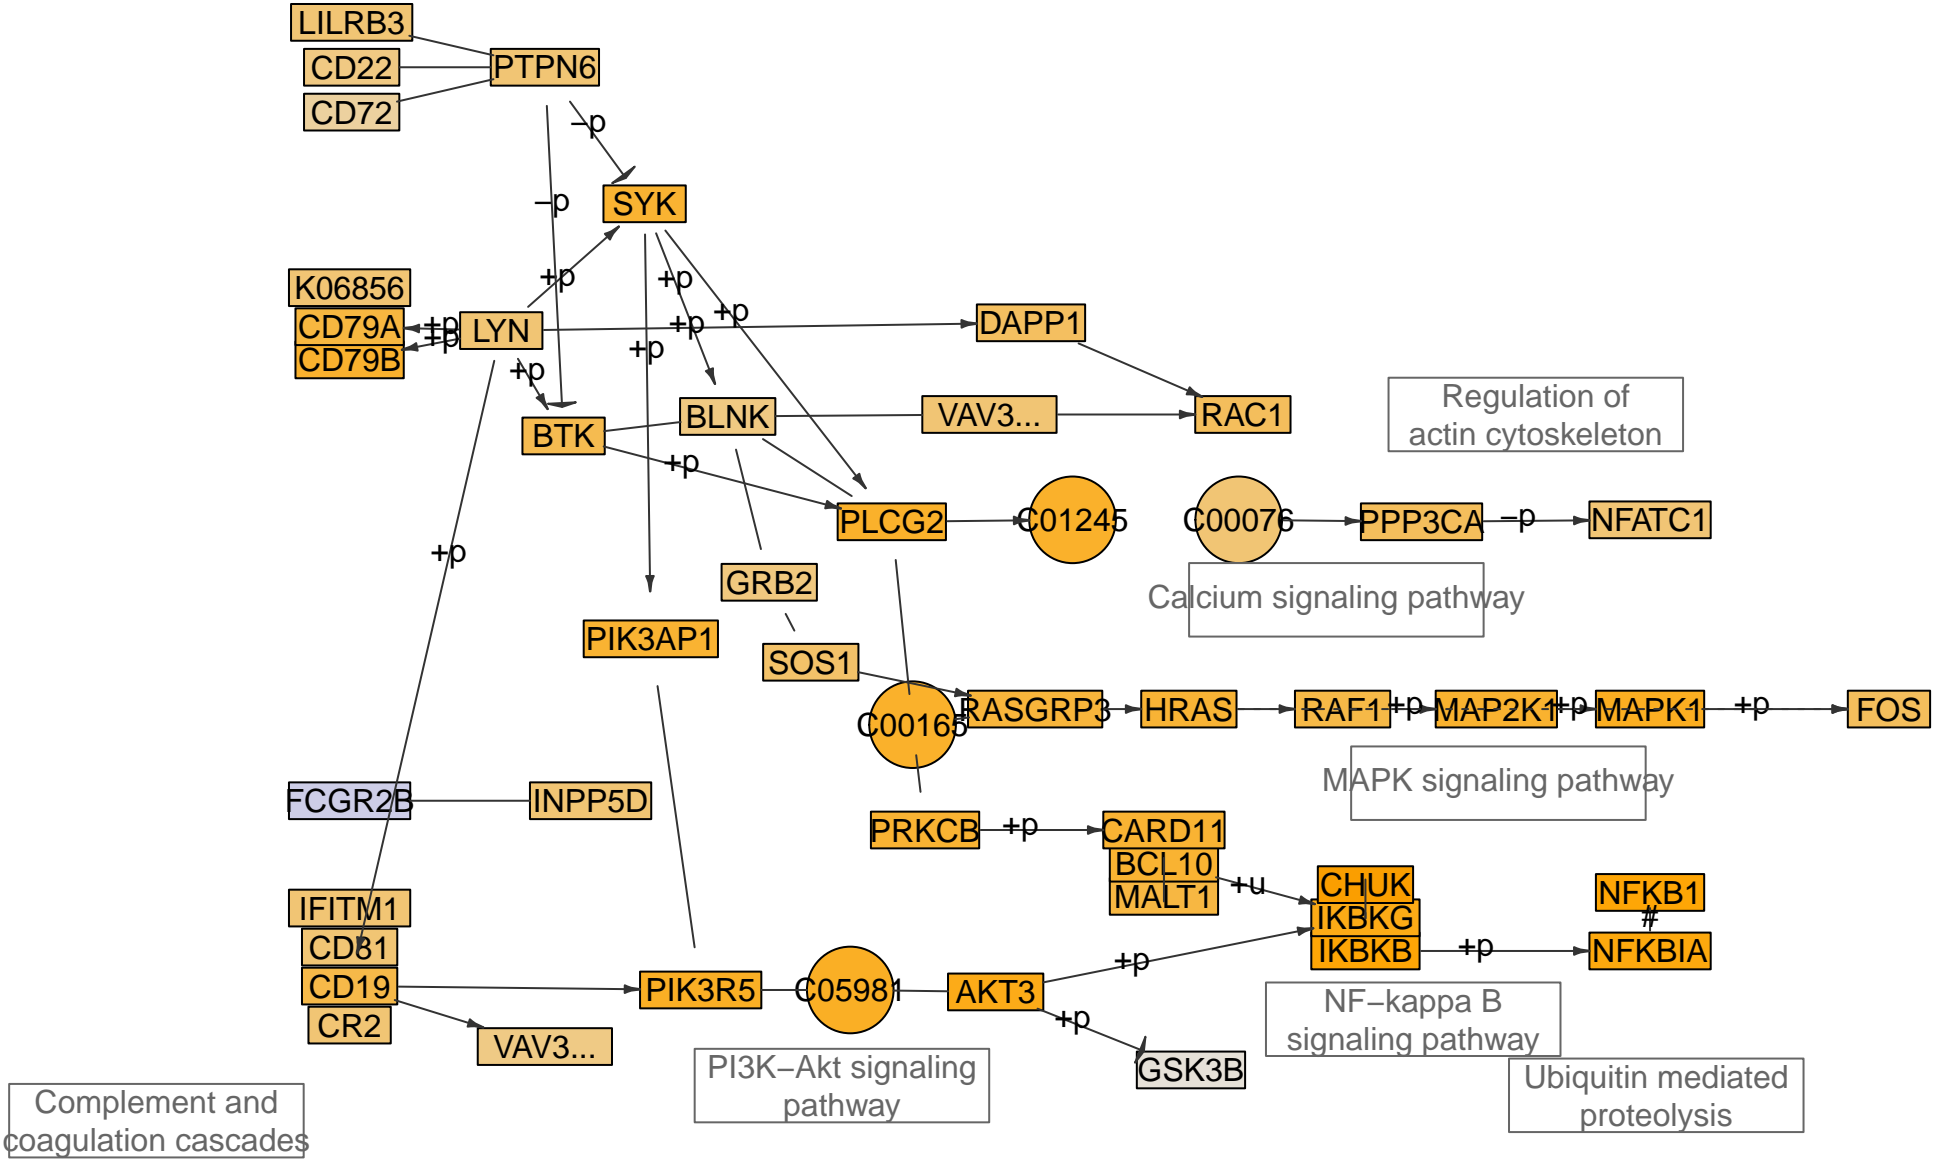 LILRB3
CD22
PTPN6
CD72
−p
SYK
−p
K06856
+p
+p
CD79A
+p
LYN
+p
+p
DAPP1
CD79B
+p
+p
+p
BTK
BLNK
VAV3...
RAC1
Regulation of
actin cytoskeleton
+p
PLCG2
C01245
C00076
PPP3CA
−p
NFATC1
+p
GRB2
Calcium signaling pathway
PIK3AP1
SOS1
C00165
RASGRP3
HRAS
RAF1
+p
MAP2K1
+p
MAPK1
+p
FOS
MAPK signaling pathway
FCGR2B
INPP5D
PRKCB
+p
CARD11
BCL10
MALT1
+u
CHUK
IKBKG
IKBKB
+p
NFKB1
#
NFKBIA
IFITM1
CD81
CD19
CR2
VAV3...
PIK3R5
C05981
AKT3
+p
+p
GSK3B
NF−kappa B
signaling pathway
PI3K−Akt signaling
pathway
Ubiquitin mediated
proteolysis
Complement and
coagulation cascades